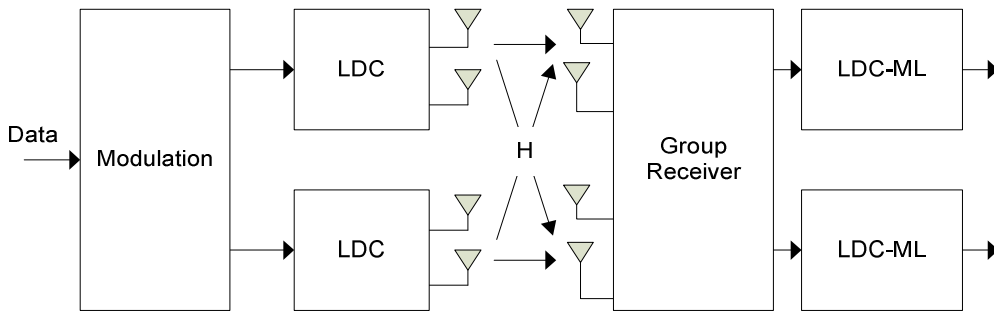 Data
Modulation
LDC
LDC
H
Group
Receiver
LDC-ML
LDC-ML